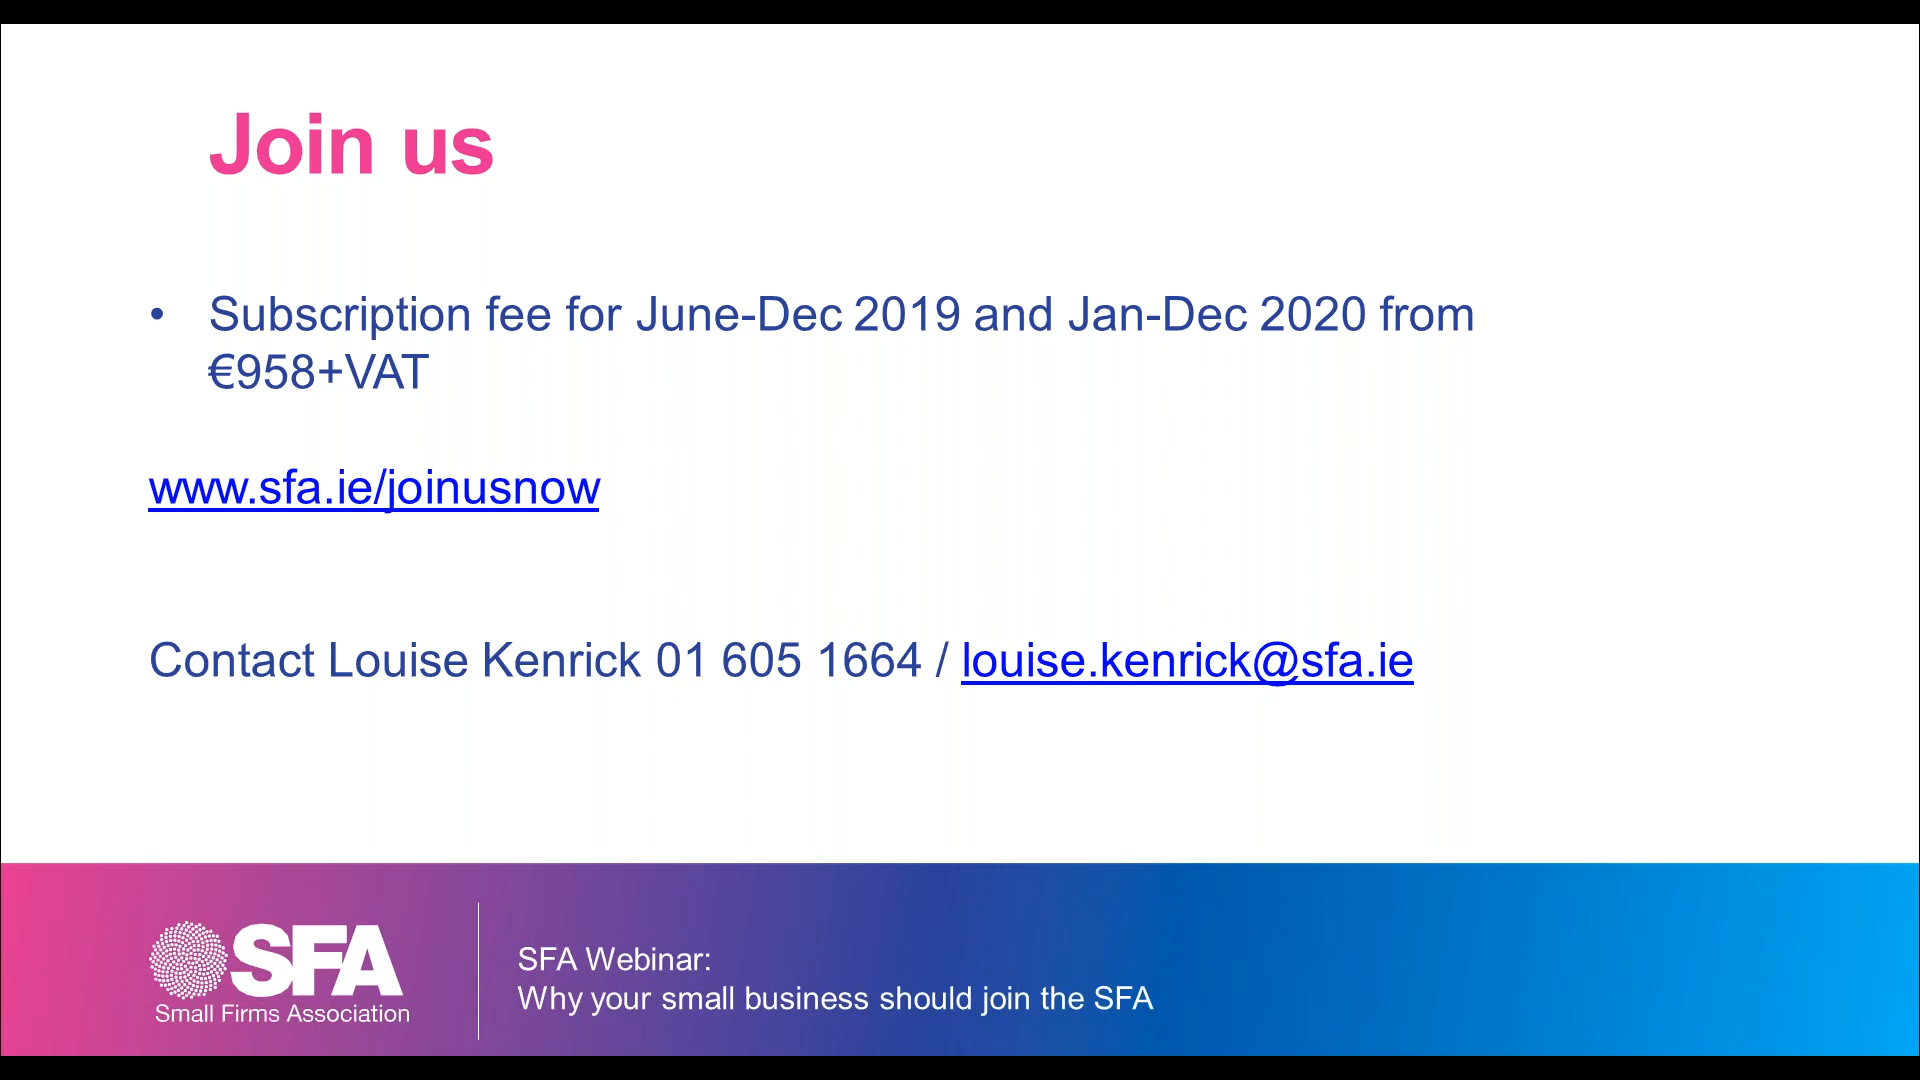 Join us
• Subscription fee for June-Dec 2019 and Jan-Dec 2020 from
€958+VAT
www.sfa.ie/joinusnow
Contact Louise Kenrick 01 605 1664 / louise.kenrick@sfa.ie
SFA
Small Firms Association
SFA Webinar:
Why your small business should join the SFA